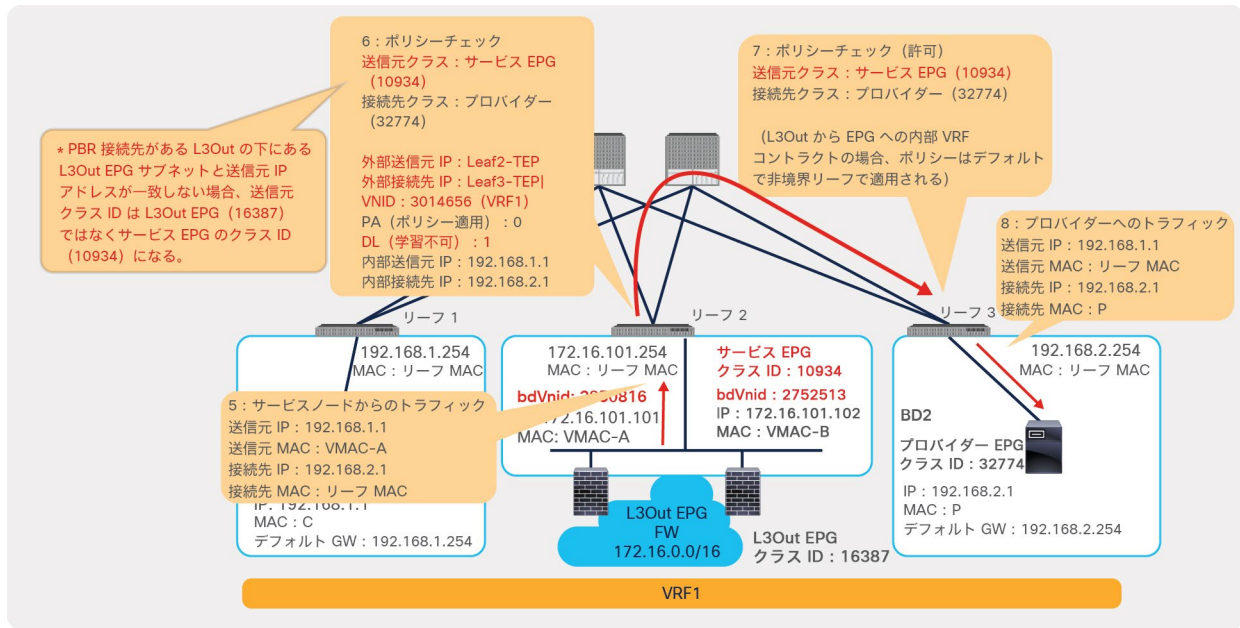 6：ポリシーチェック
送信元クラス：サービス EPG
（10934）
接続先クラス：プロバイダー
（32774）
外部送信元 IP：Leaf2-TEP
外部接続先 IP：Leaf3-TEP|
VNID：3014656（VRF1）
PA（ポリシー適用）：0
DL（学習不可）：1
内部送信元 IP：192.168.1.1
内部接続先 IP：192.168.2.1
7：ポリシーチェック（許可）
送信元クラス：サービス EPG（10934）
接続先クラス：プロバイダー（32774）
（L3Out から EPG への内部 VRF
コントラクトの場合、ポリシーはデフォルト
で非境界リーフで適用される）
* PBR 接続先がある L3Out の下にある
L3Out EPG サブネットと送信元 IP
アドレスが一致しない場合、送信元
クラス ID は L3Out EPG（16387）
ではなくサービス EPG のクラス ID
（10934）になる。
8：プロバイダーへのトラフィック
送信元 IP：192.168.1.1
送信元 MAC：リーフ MAC
接続先 IP：192.168.2.1
接続先 MAC：P
リーフ 1
リーフ 2
リーフ 3
192.168.1.254
MAC：リーフ MAC
172.16.101.254
MAC：リーフ MAC
bdVnid:
0816
172.16.101.101
MAC: VMAC-A
サービス EPG
クラス ID：10934
bdVnid：2752513
IP：172.16.101.102
MAC：VMAC-B
192.168.2.254
MAC：リーフ MAC
BD2
プロバイダー EPG
クラス ID：32774
IP：192.168.2.1
MAC：P
デフォルト GW：192.168.2.254
5：サービスノードからのトラフィック
送信元 IP：192.168.1.1
送信元 MAC：VMAC-A
接続先 IP：192.168.2.1
接続先 MAC：リーフ MAC
IP：192.168.1.1
MAC：C
デフォルト GW：192.168.1.254
L3Out EPG
FW
172.16.0.0/16
L3Out EPG
クラス ID：16387
VRF1